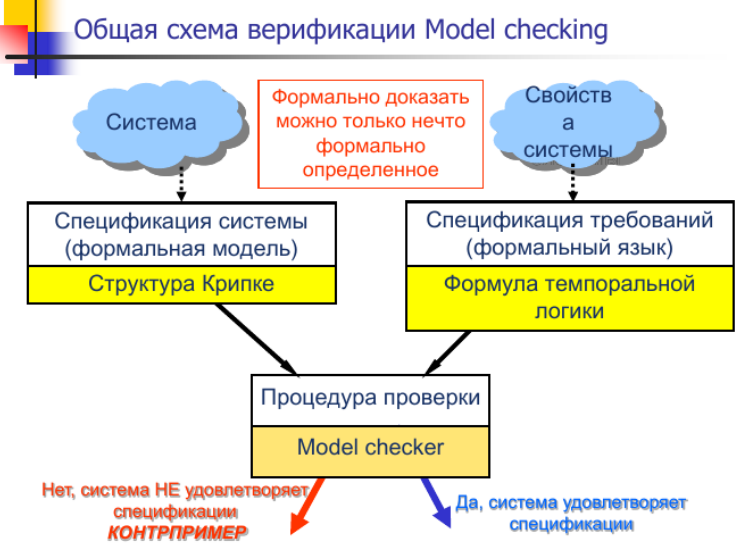 Общая схема верификации Model checking
Система
Формально доказать
можно только нечто
формально
определенное
Свойств
а
системы
Спецификация системы
(формальная модель)
Структура Крипке
Спецификация требований
(формальный язык)
Формула темпоральной
логики
Процедура проверки
Model checker
Нет, система НЕ удовлетворяет
спецификации
КОНТРПРИМЕР
Да, система удовлетворяет
спецификации